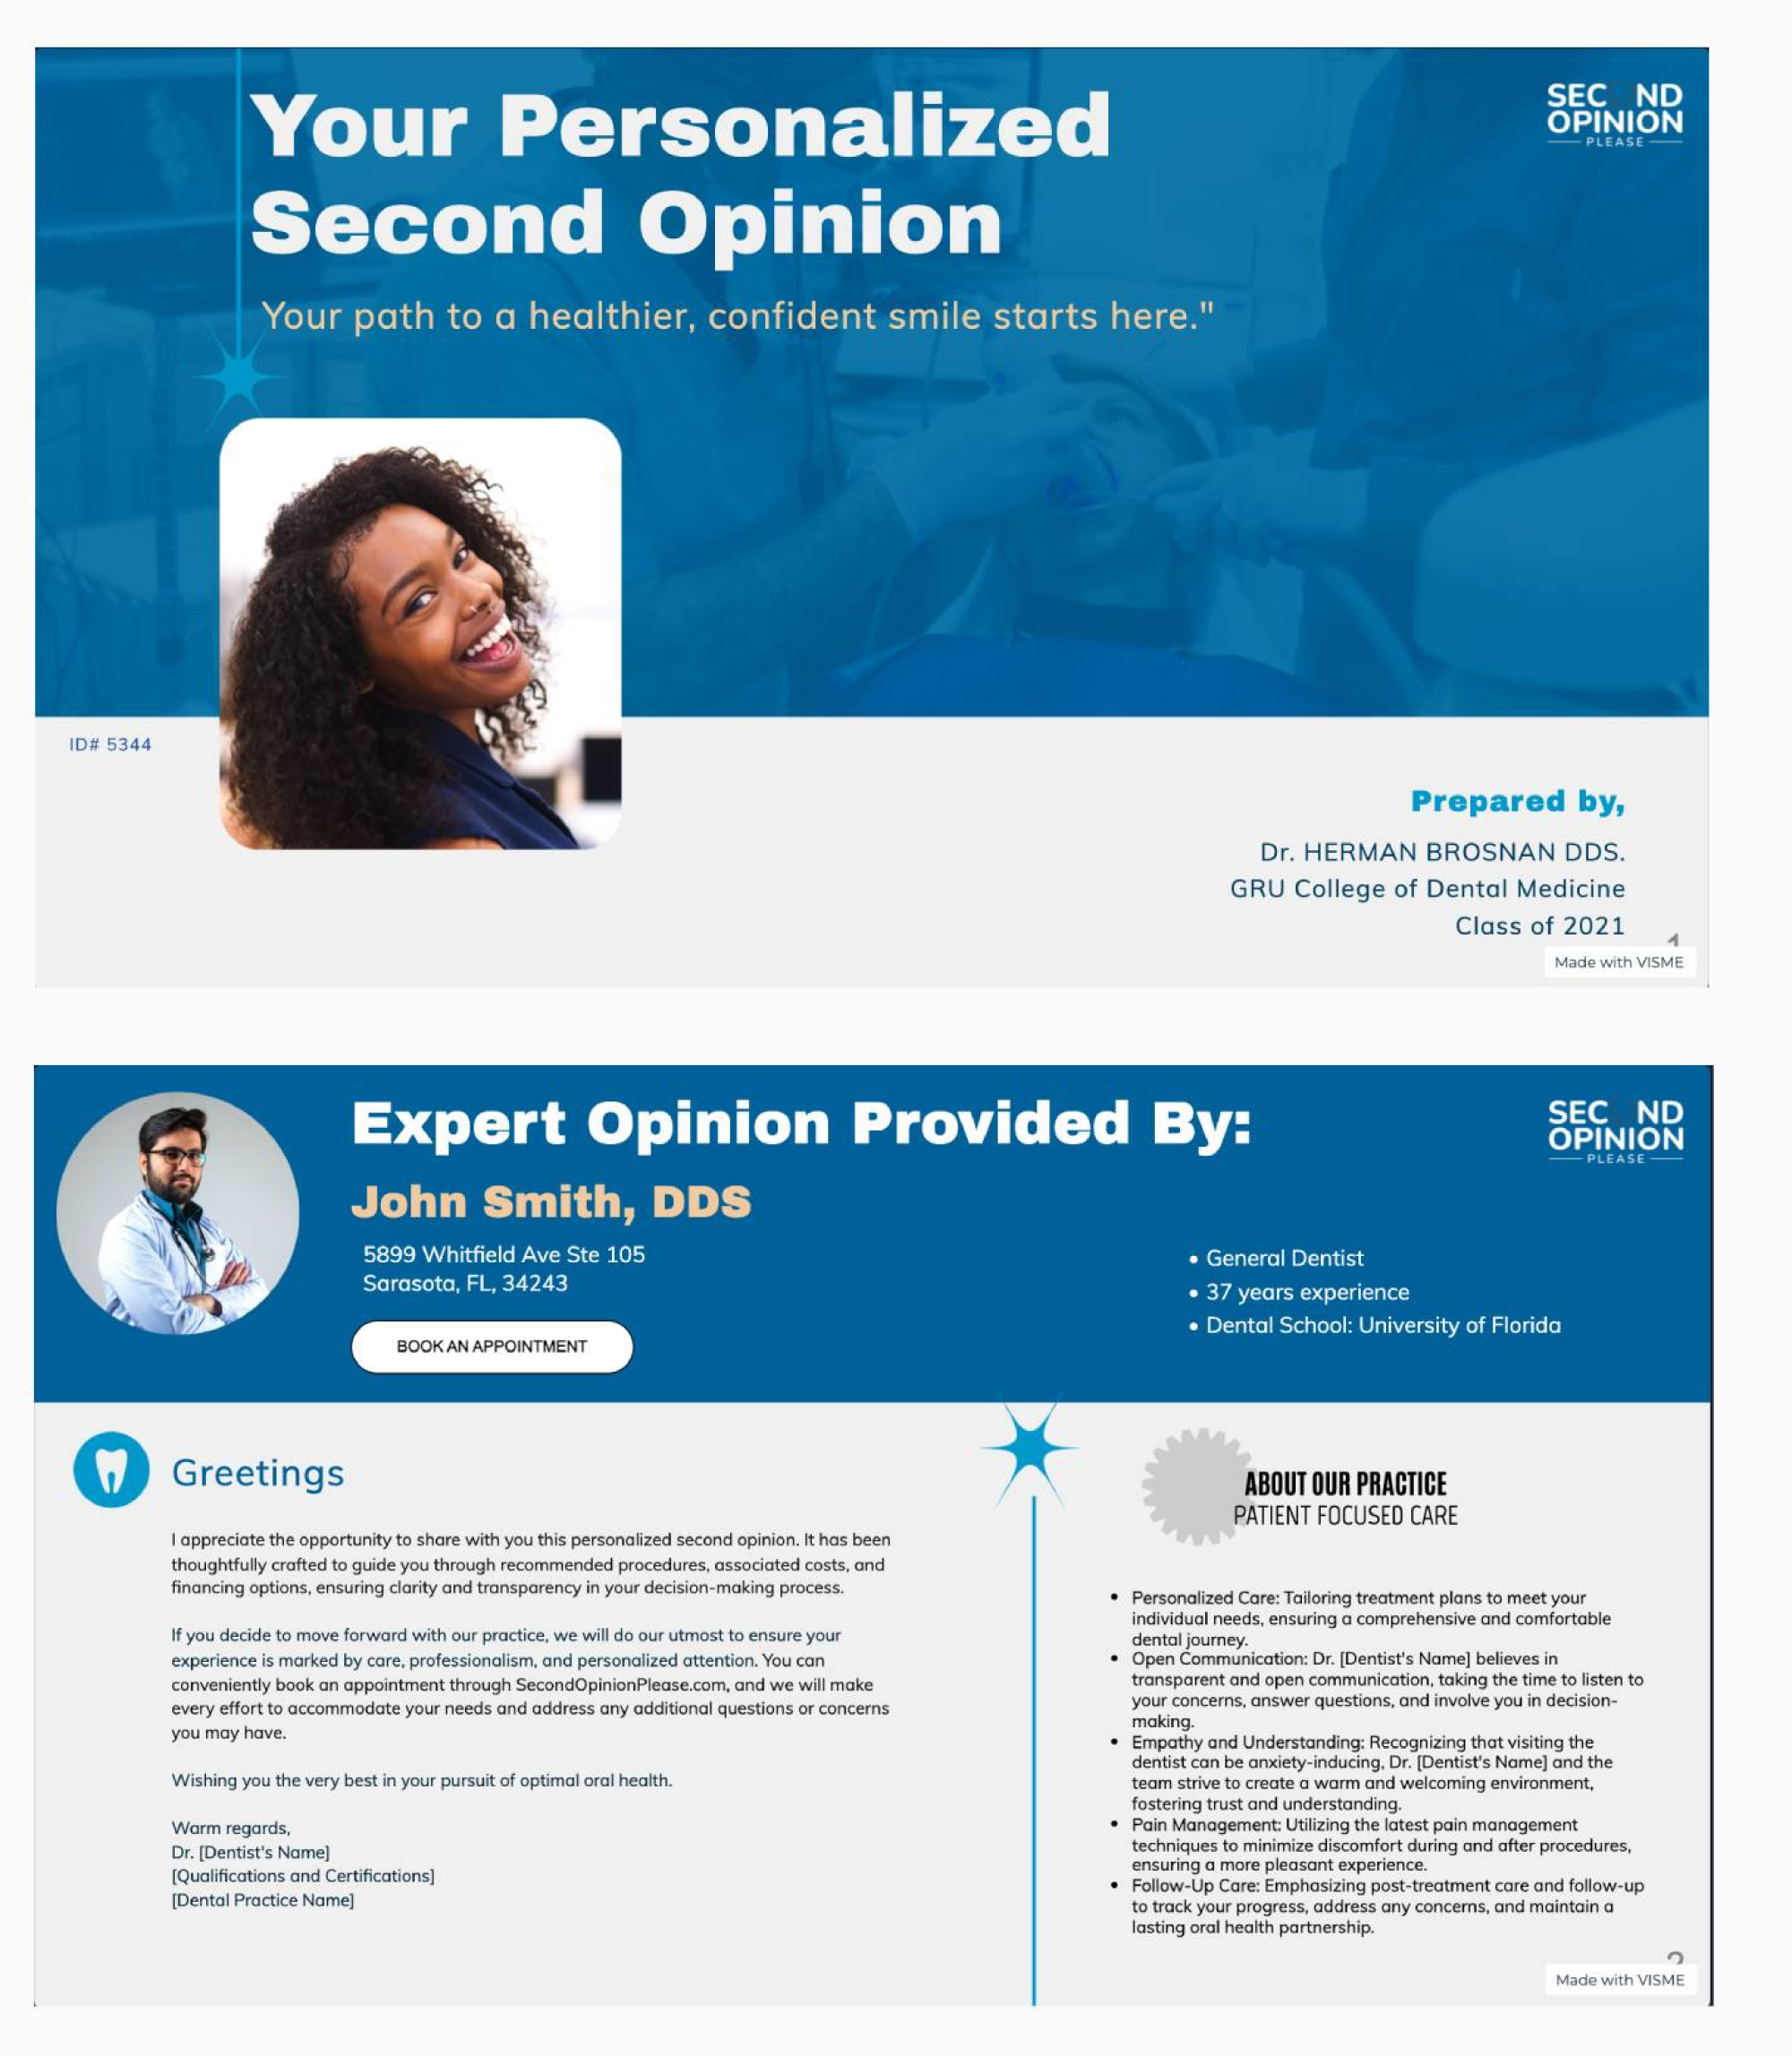 Your Personalized
Second Opinion
SEC ND
OPINION
PLEASE
Your path to a healthier, confident smile starts here."
ID# 5344
Prepared by,
Dr. HERMAN BROSNAN DDS.
GRU College of Dental Medicine
Class of 2021
1
Made with VISME
Expert Opinion Provided By:
SEC ND
OPINION
PLEASE
John Smith, DDS
5899 Whitfield Ave Ste 105
Sarasota, FL, 34243
BOOK AN APPOINTMENT
• General Dentist
• 37 years experience
• Dental School: University of Florida
Greetings
I appreciate the opportunity to share with you this personalized second opinion. It has been
thoughtfully crafted to guide you through recommended procedures, associated costs, and
financing options, ensuring clarity and transparency in your decision-making process.
If you decide to move forward with our practice, we will do our utmost to ensure your
experience is marked by care, professionalism, and personalized attention. You can
conveniently book an appointment through SecondOpinionPlease.com, and we will make
every effort to accommodate your needs and address any additional questions or concerns
you may have.
Wishing you the very best in your pursuit of optimal oral health.
Warm regards,
Dr. [Dentist's Name]
[Qualifications and Certifications]
[Dental Practice Name]
ABOUT OUR PRACTICE
PATIENT FOCUSED CARE
• Personalized Care: Tailoring treatment plans to meet your
individual needs, ensuring a comprehensive and comfortable
dental journey.
• Open Communication: Dr. [Dentist's Name] believes in
transparent and open communication, taking the time to listen to
your concerns, answer questions, and involve you in decision-
making.
• Empathy and Understanding: Recognizing that visiting the
dentist can be anxiety-inducing, Dr. [Dentist's Name] and the
team strive to create a warm and welcoming environment,
fostering trust and understanding.
• Pain Management: Utilizing the latest pain management
techniques to minimize discomfort during and after procedures,
ensuring a more pleasant experience.
• Follow-Up Care: Emphasizing post-treatment care and follow-up
to track your progress, address any concerns, and maintain a
lasting oral health partnership.
2
Made with VISME